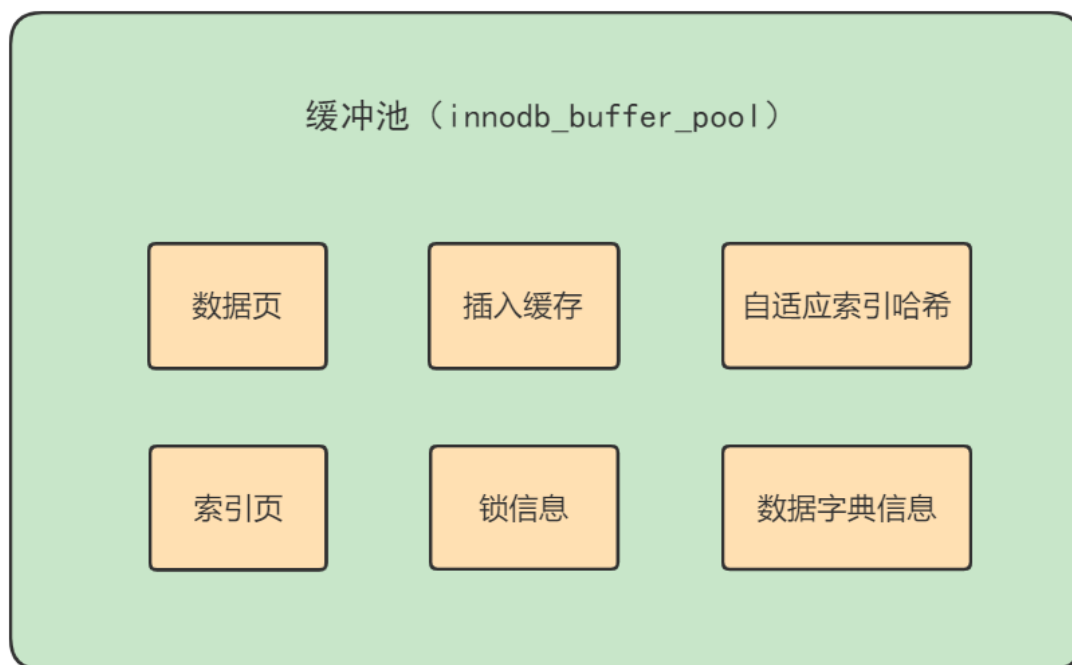 缓冲池（innodb_buffer_pool）
数据页
插入缓存
自适应索引哈希
索引页
锁信息
数据字典信息